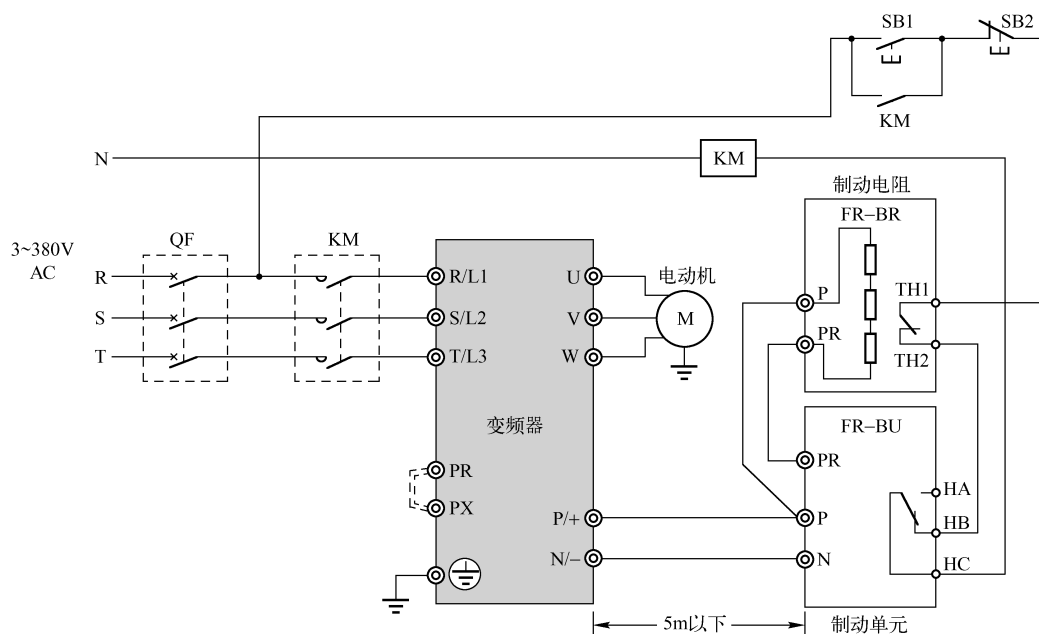 SB1
SB2
KM
N
KM
制动电阻
FR-BR
3~380V
AC
QF
KM
R
S
T
R/L1
S/L2
T/L3
U
V
W
电动机
M
P
PR
TH1
TH2
变频器
FR-BU
PR
PX
PR
HA
P/+
P
HB
N/-
N
HC
5m以下
制动单元